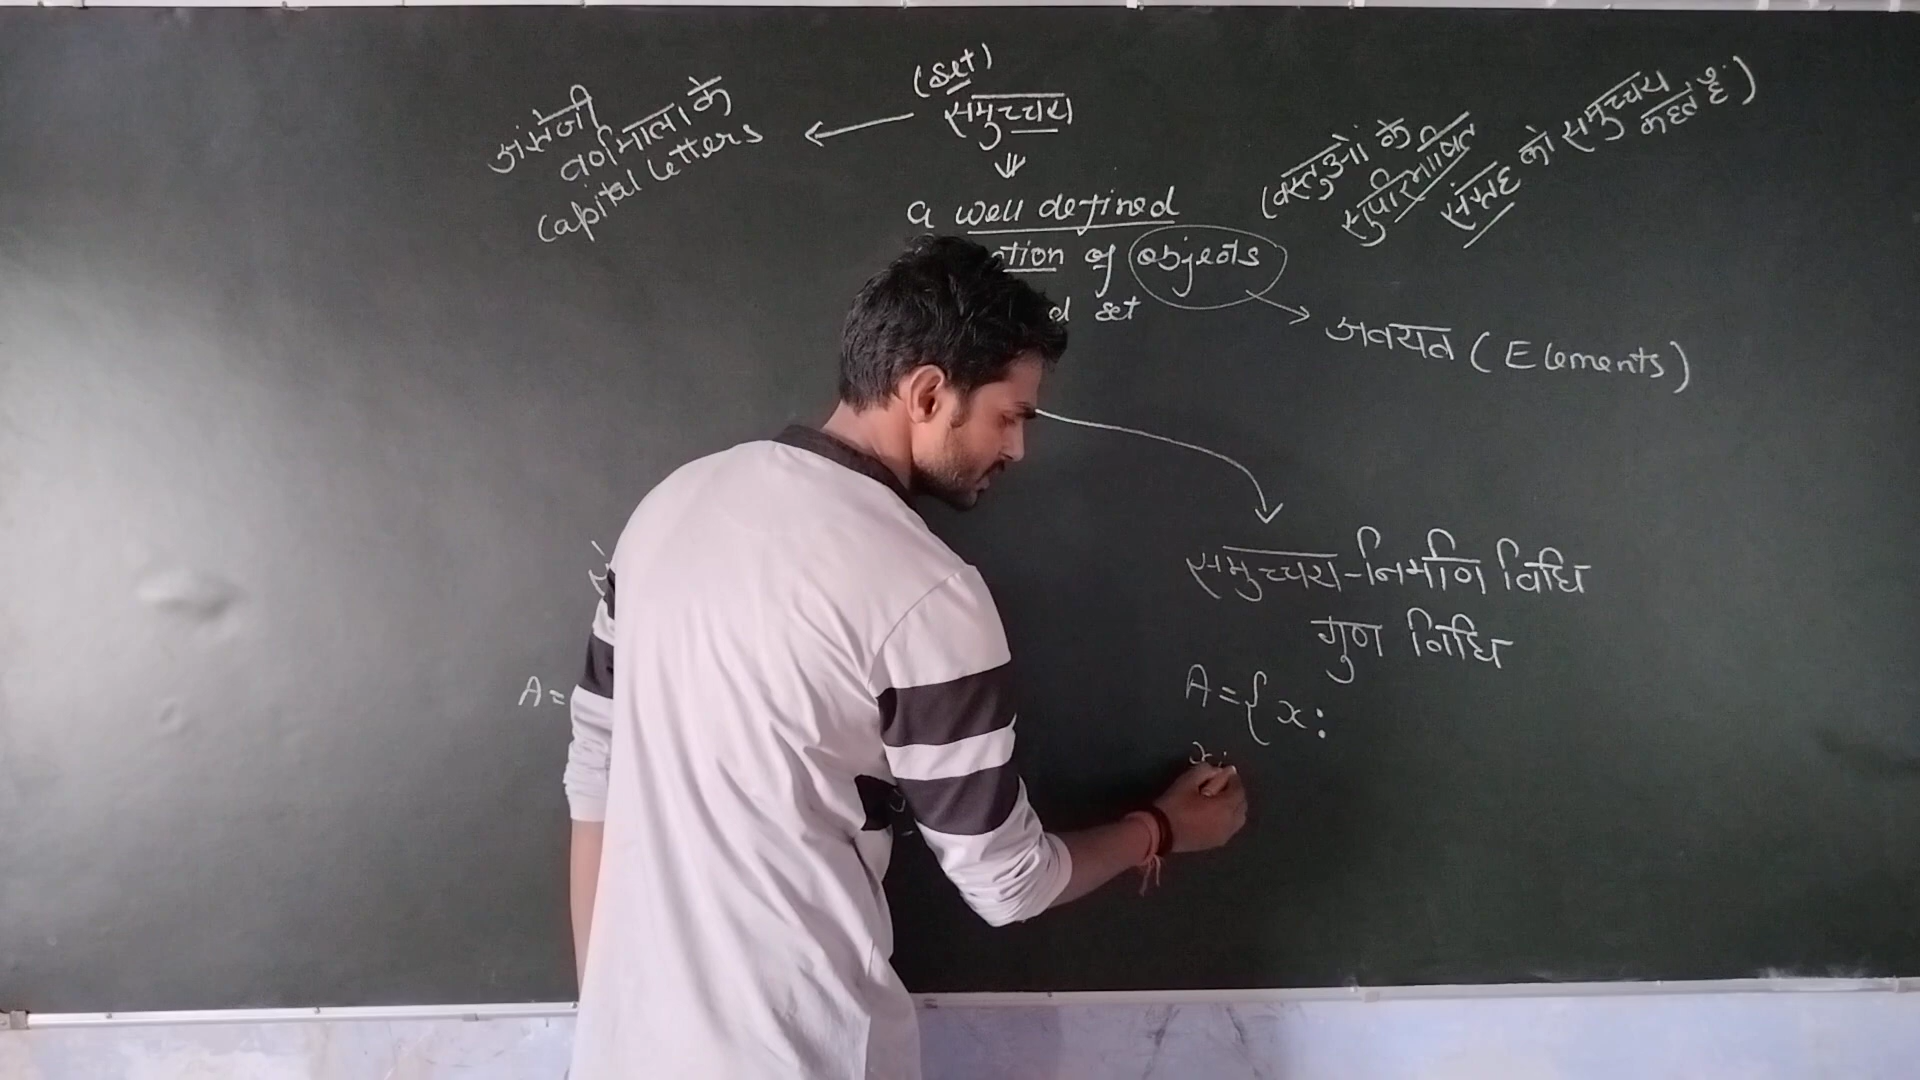 (set)
समुच्चय
अंग्रेजी
वर्णमाला के
capital letters
a well defined
ction of objects
d set
(वस्तुओं के
सुपरिभाषित
संग्रह को समुच्चय
कहते हैं)
अवयव (Elements)
समुच्चय-निर्माण विधि
गुण विधि
A=
A={x:
x: